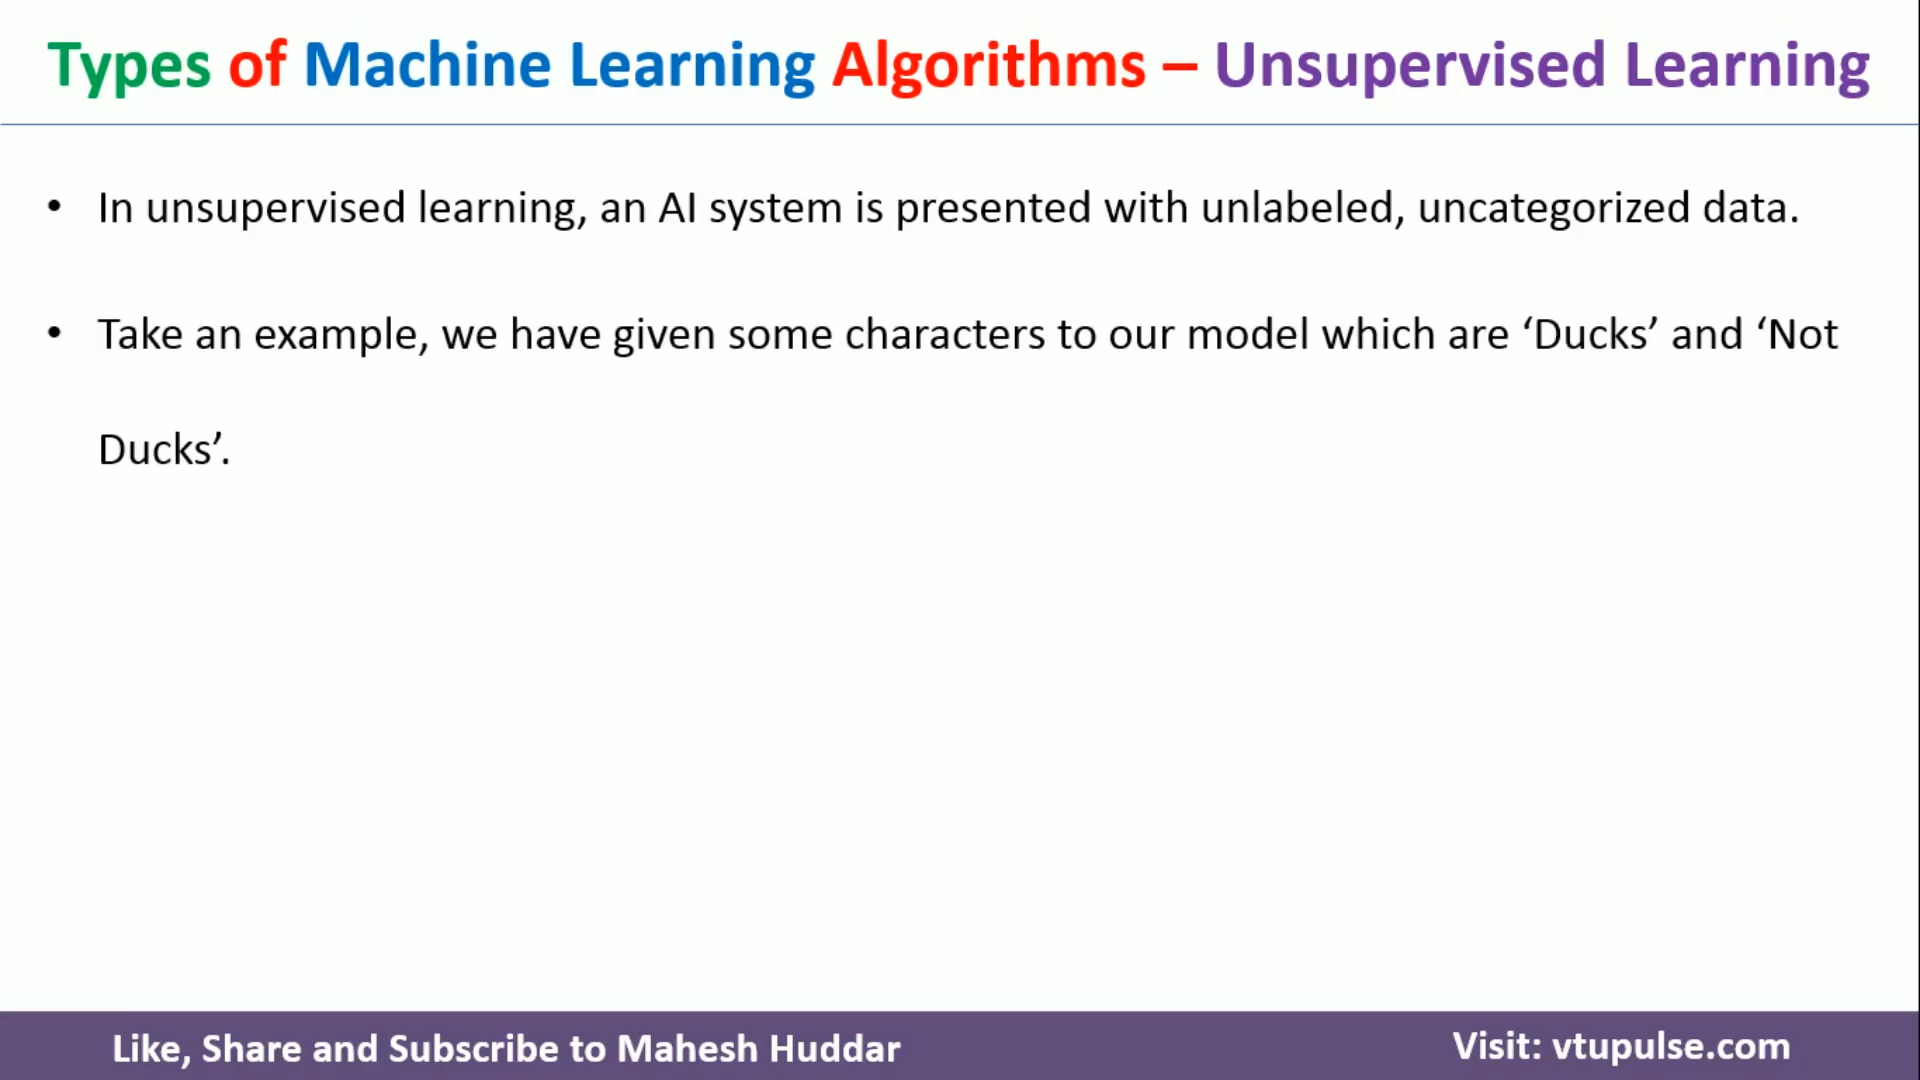 Types of Machine Learning Algorithms – Unsupervised Learning
• In unsupervised learning, an AI system is presented with unlabeled, uncategorized data.
• Take an example, we have given some characters to our model which are ‘Ducks’ and ‘Not
Ducks’.
Like, Share and Subscribe to Mahesh Huddar
Visit: vtupulse.com